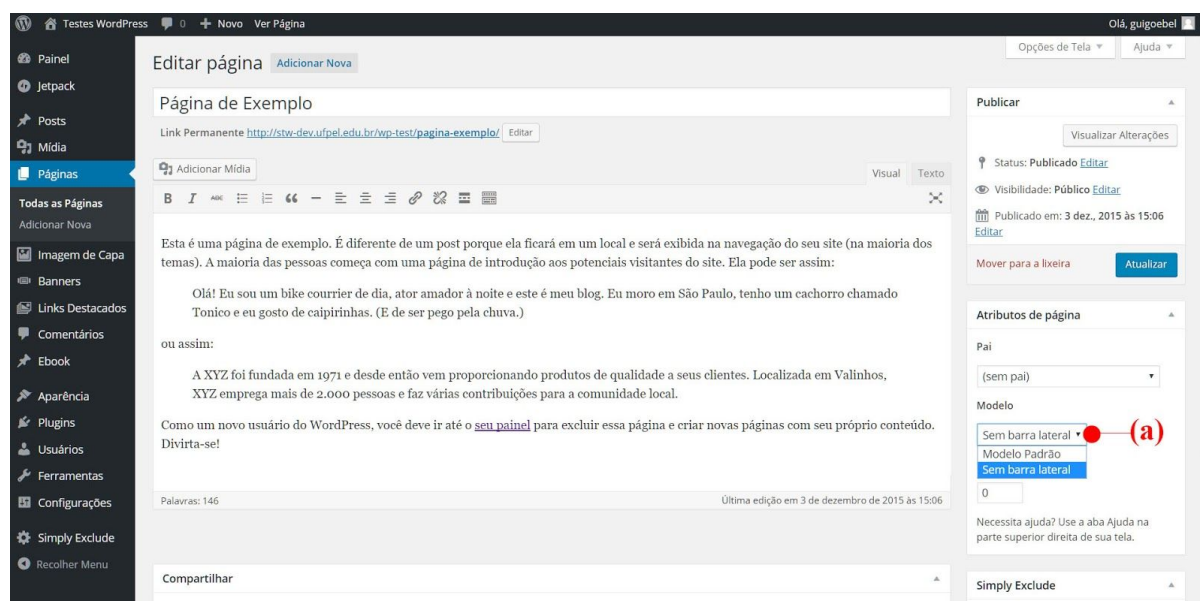 Testes WordPress 0 + Novo Ver Página Olá, guigoebel
Opções de Tela Ajuda
Painel
Jetpack
Posts
Mídia
Páginas
Todas as Páginas
Adicionar Nova
Imagem de Capa
Banners
Links Destacados
Comentários
Ebook
Aparência
Plugins
Usuários
Ferramentas
Configurações
Simply Exclude
Recolher Menu
Editar página Adicionar Nova
Página de Exemplo
Link Permanente http://stw-dev.ufpel.edu.br/wp-test/pagina-exemplo/ Editar
Adicionar Mídia
Visual Texto
B I ABC
Esta é uma página de exemplo. É diferente de um post porque ela ficará em um local e será exibida na navegação do seu site (na maioria dos
temas). A maioria das pessoas começa com uma página de introdução aos potenciais visitantes do site. Ela pode ser assim:
Olá! Eu sou um bike courrier de dia, ator amador à noite e este é meu blog. Eu moro em São Paulo, tenho um cachorro chamado
Tonico e eu gosto de caipirinhas. (E de ser pego pela chuva.)
ou assim:
A XYZ foi fundada em 1971 e desde então vem proporcionando produtos de qualidade a seus clientes. Localizada em Valinhos,
XYZ emprega mais de 2.000 pessoas e faz várias contribuições para a comunidade local.
Como um novo usuário do WordPress, você deve ir até o seu painel para excluir essa página e criar novas páginas com seu próprio conteúdo.
Divirta-se!
Palavras: 146 Última edição em 3 de dezembro de 2015 às 15:06
Compartilhar
Publicar
Visualizar Alterações
Status: Publicado Editar
Visibilidade: Público Editar
Publicado em: 3 dez., 2015 às 15:06
Editar
Mover para a lixeira Atualizar
Atributos de página
Pai
(sem pai)
Modelo
Sem barra lateral (a)
Modelo Padrão
Sem barra lateral
0
Necessita ajuda? Use a aba Ajuda na
parte superior direita de sua tela.
Simply Exclude